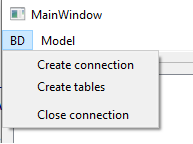 MainWindow
BD Model
Create connection
Create tables
Close connection